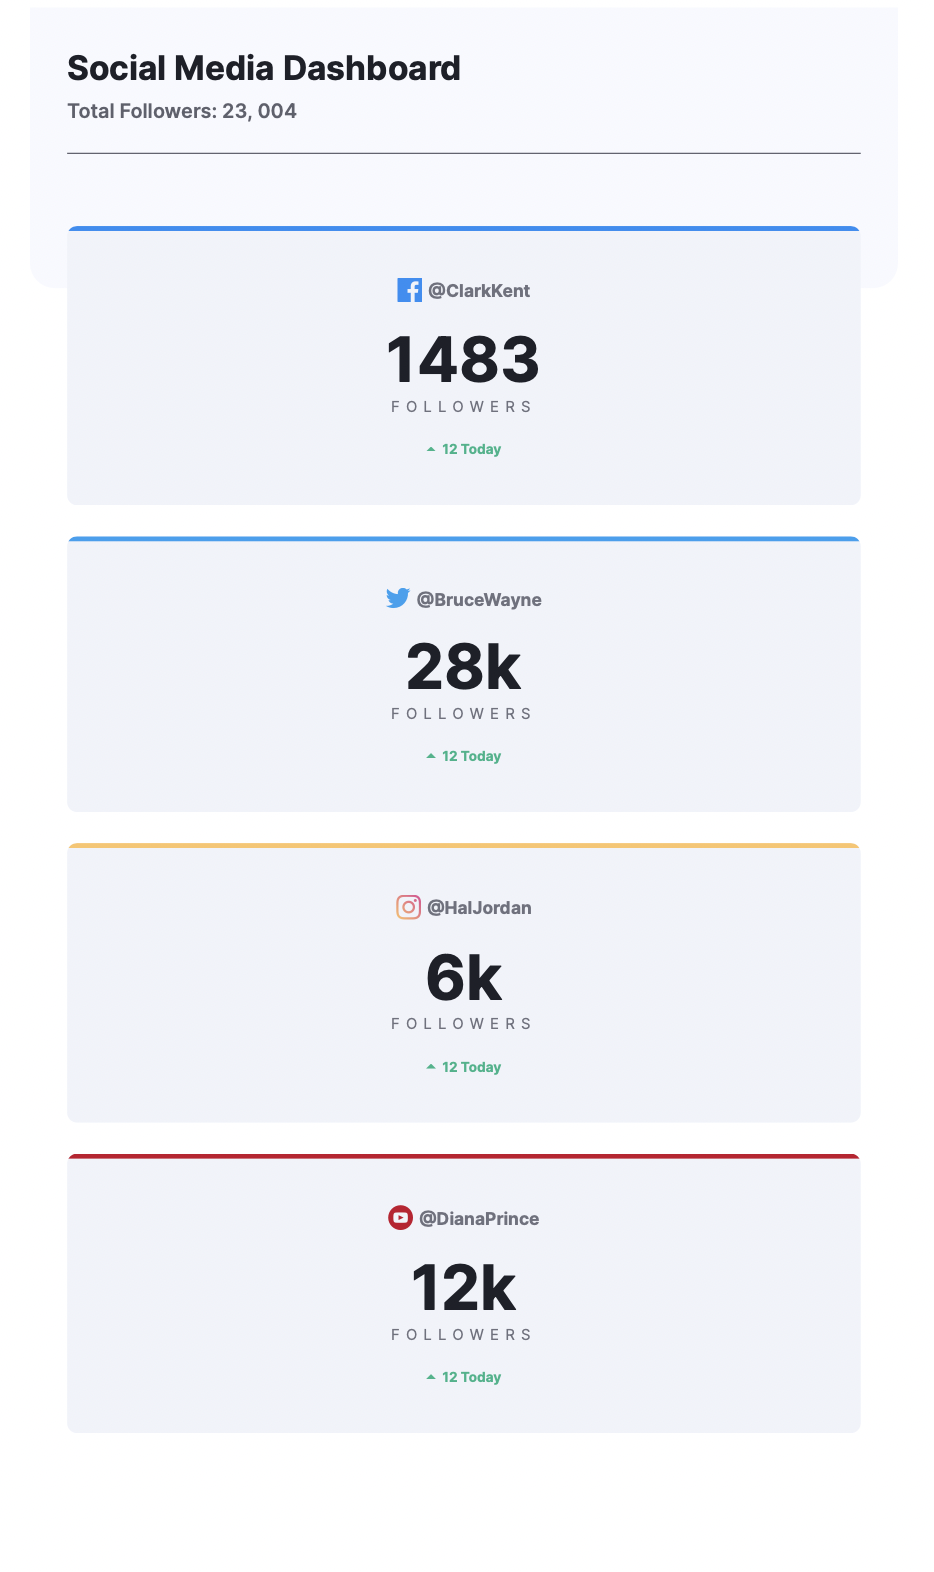 Social Media Dashboard
Total Followers: 23, 004
@ClarkKent
1483
FOLLOWERS
12 Today
@BruceWayne
28k
FOLLOWERS
12 Today
@HalJordan
6k
FOLLOWERS
12 Today
@DianaPrince
12k
FOLLOWERS
12 Today